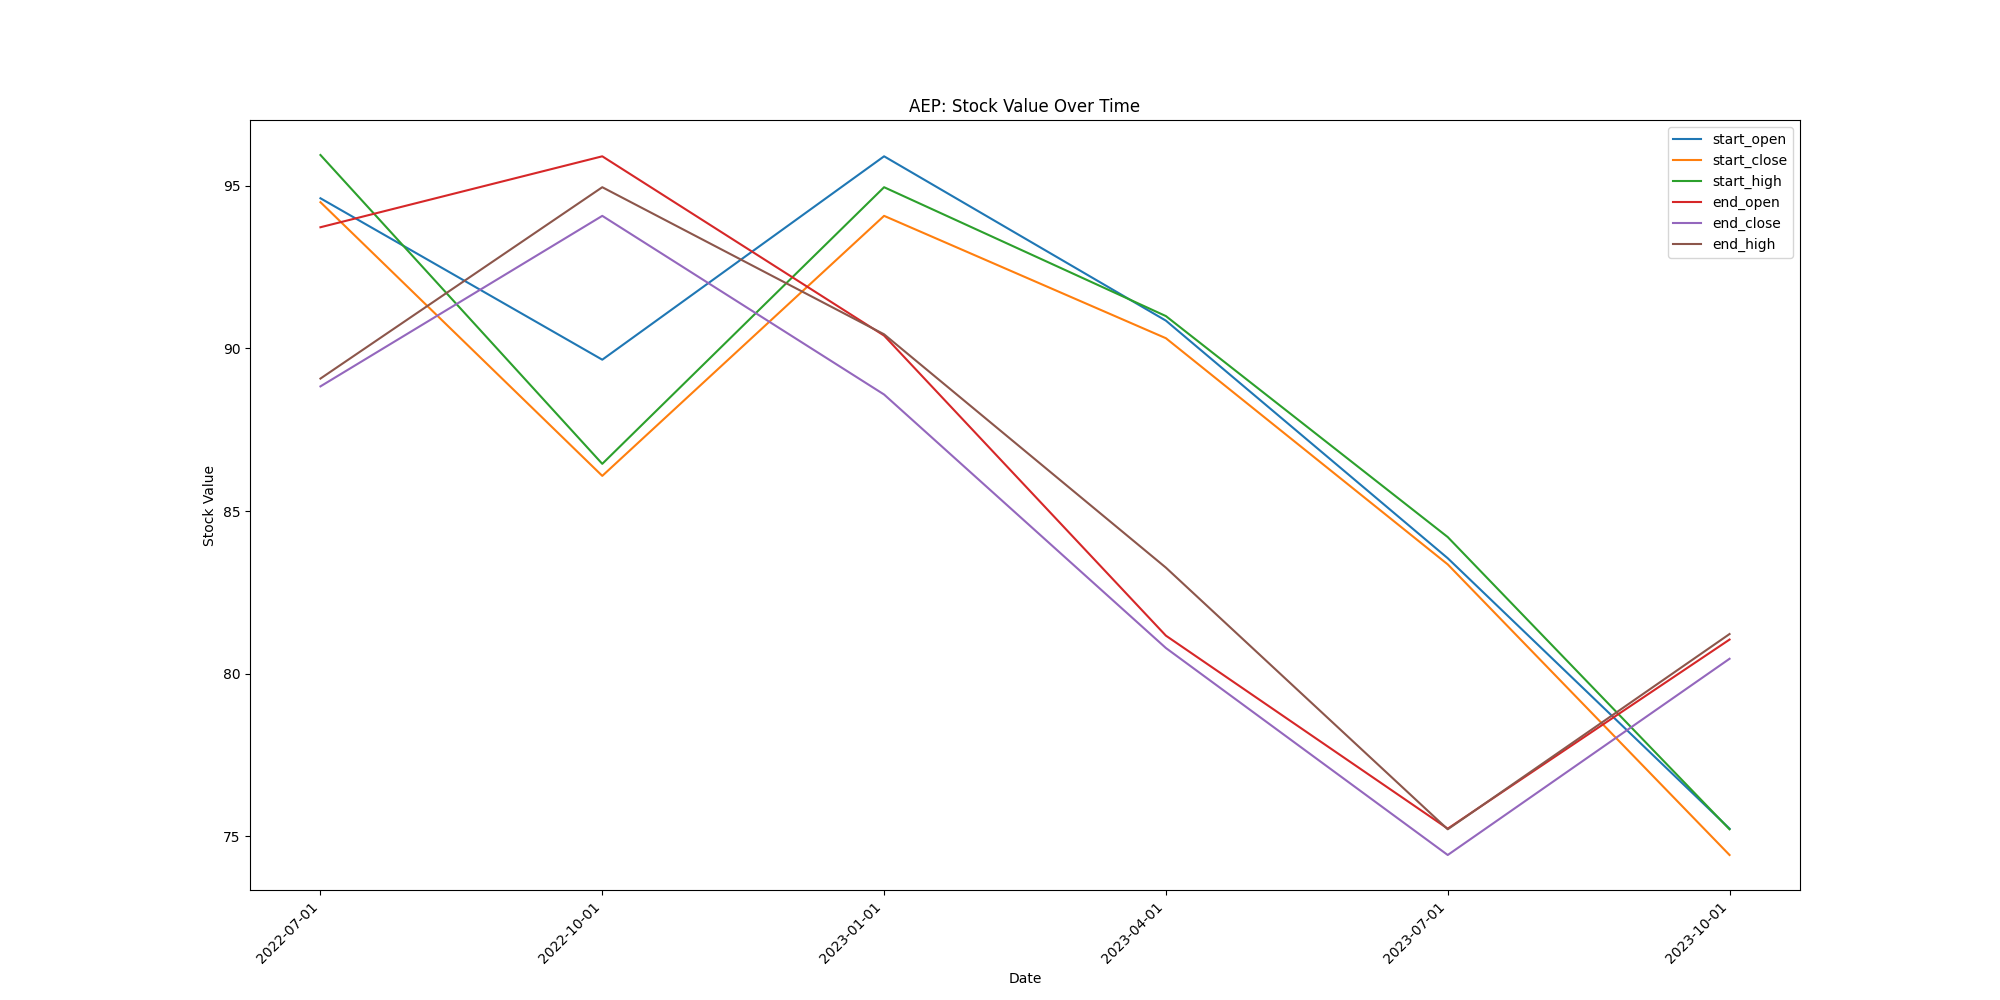 AEP: Stock Value Over Time
start_open
start_close
start_high
end_open
end_close
end_high
95
90
85
80
75
Stock Value
2022-07-01
2022-10-01
2023-01-01
2023-04-01
2023-07-01
2023-10-01
Date